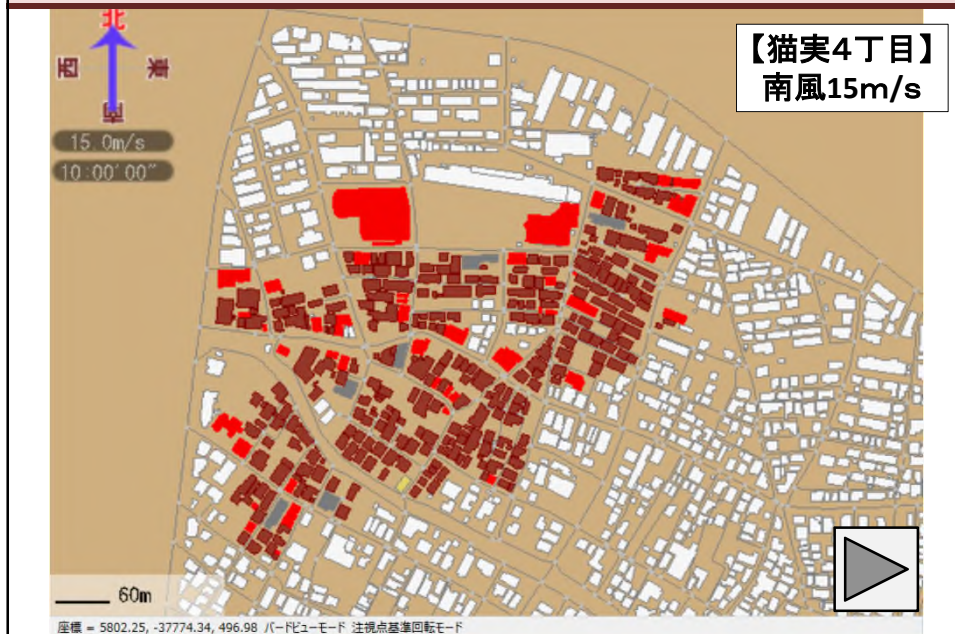 【猫実4丁目】
南風15m/s
北
西
東
南
15.0m/s
10:00'00"
60m
座標 = 5802.25, -37774.34, 496.98 バードビューモード 注視点基準回転モード